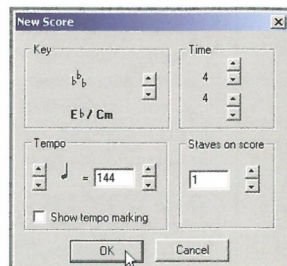 New Score
Key
Time
4
4
E♭/ Cm
Tempo
= 144
Show tempo marking
Staves on score
1
OK
Cancel